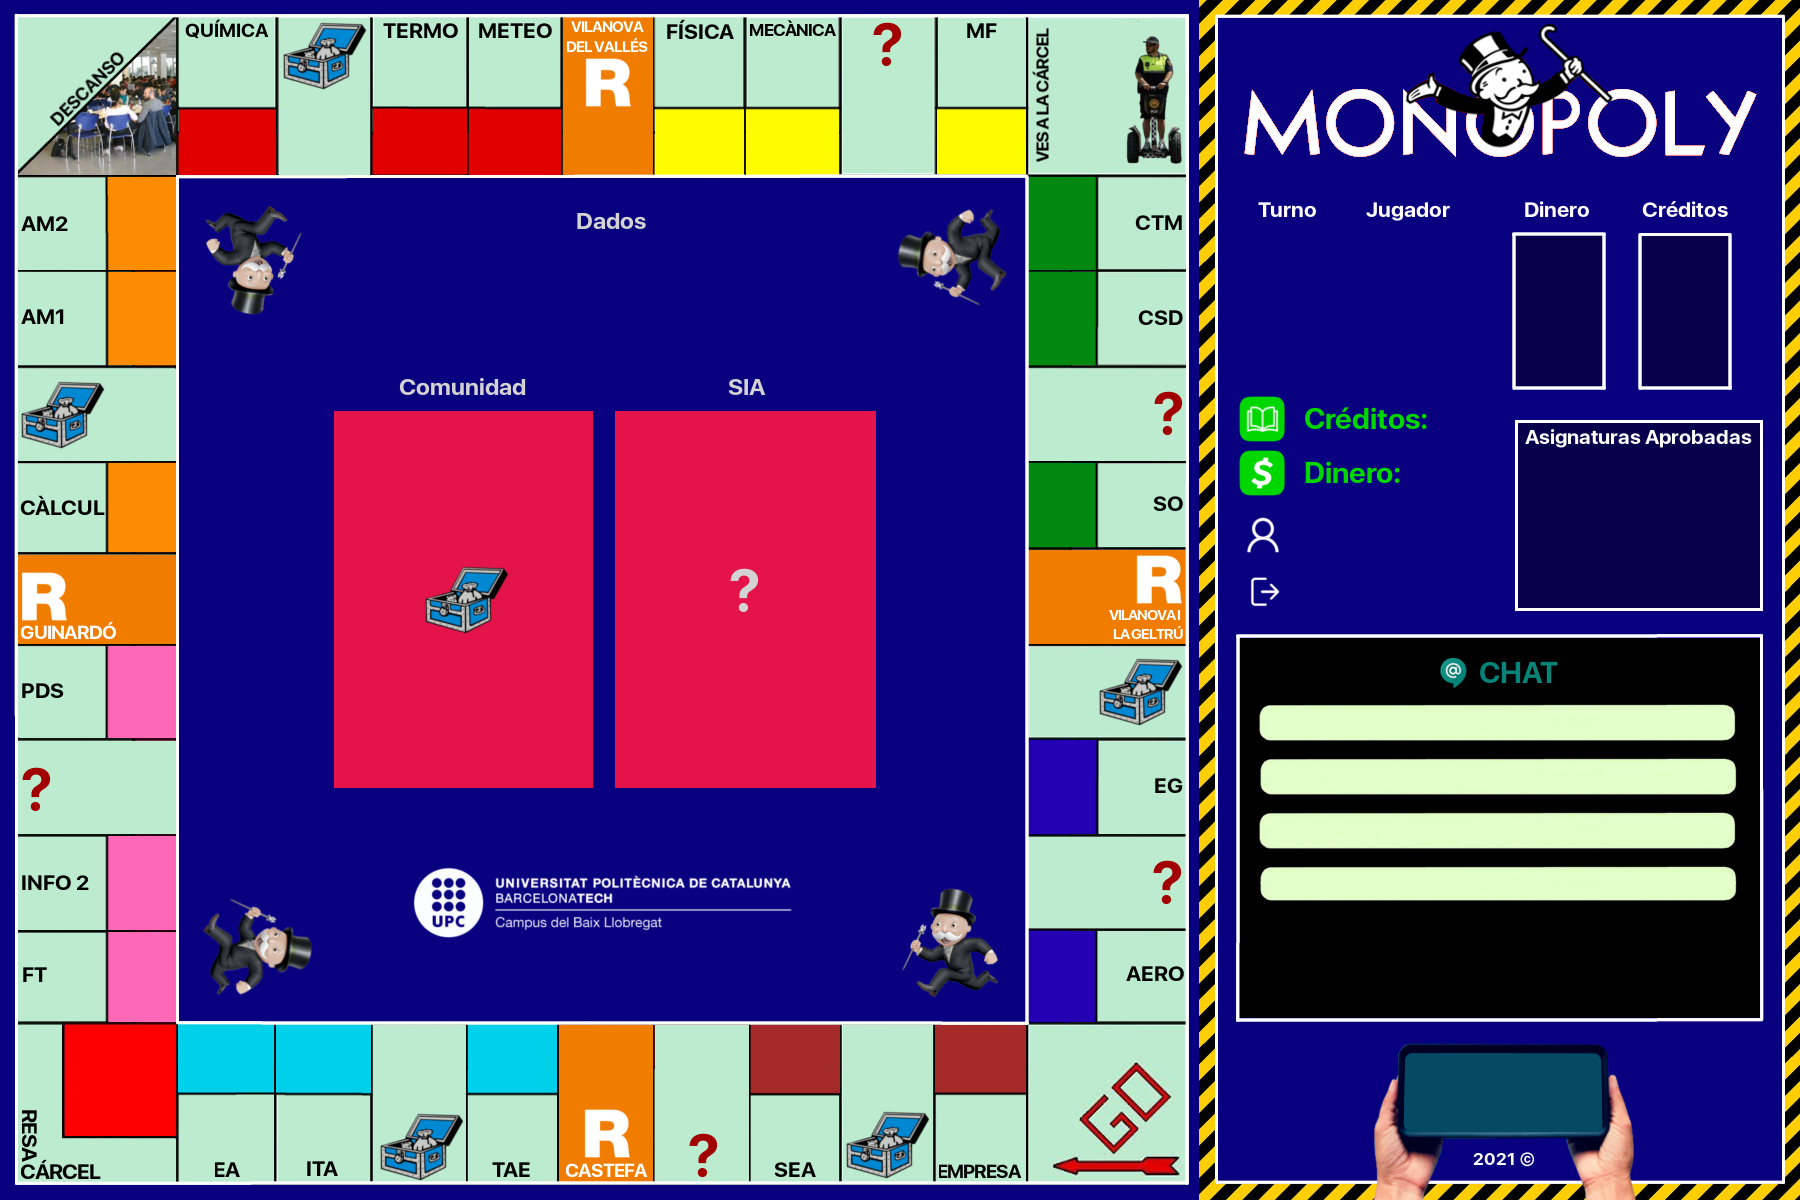 DESCANSO
QUÍMICA
TERMO
METEO
VILANOVA
DEL VALLÉS
R
FÍSICA
MECÀNICA
?
MF
VES A LA CÁRCEL
AM2
AM1
CÀLCUL
R
GUINARDÓ
PDS
?
INFO 2
FT
RESA
CÁRCEL
EA
ITA
TAE
R
CASTEFA
?
SEA
EMPRESA
GO
CTM
CSD
?
SO
R
VILANOVA I
LA GELTRÚ
EG
?
AERO
Dados
Comunidad
SIA
?
UPC
UNIVERSITAT POLITÈCNICA DE CATALUNYA
BARCELONATECH
Campus del Baix Llobregat
MONOPOLY
Turno Jugador Dinero Créditos
Créditos:
$ Dinero:
Asignaturas Aprobadas
@ CHAT
2021 ©